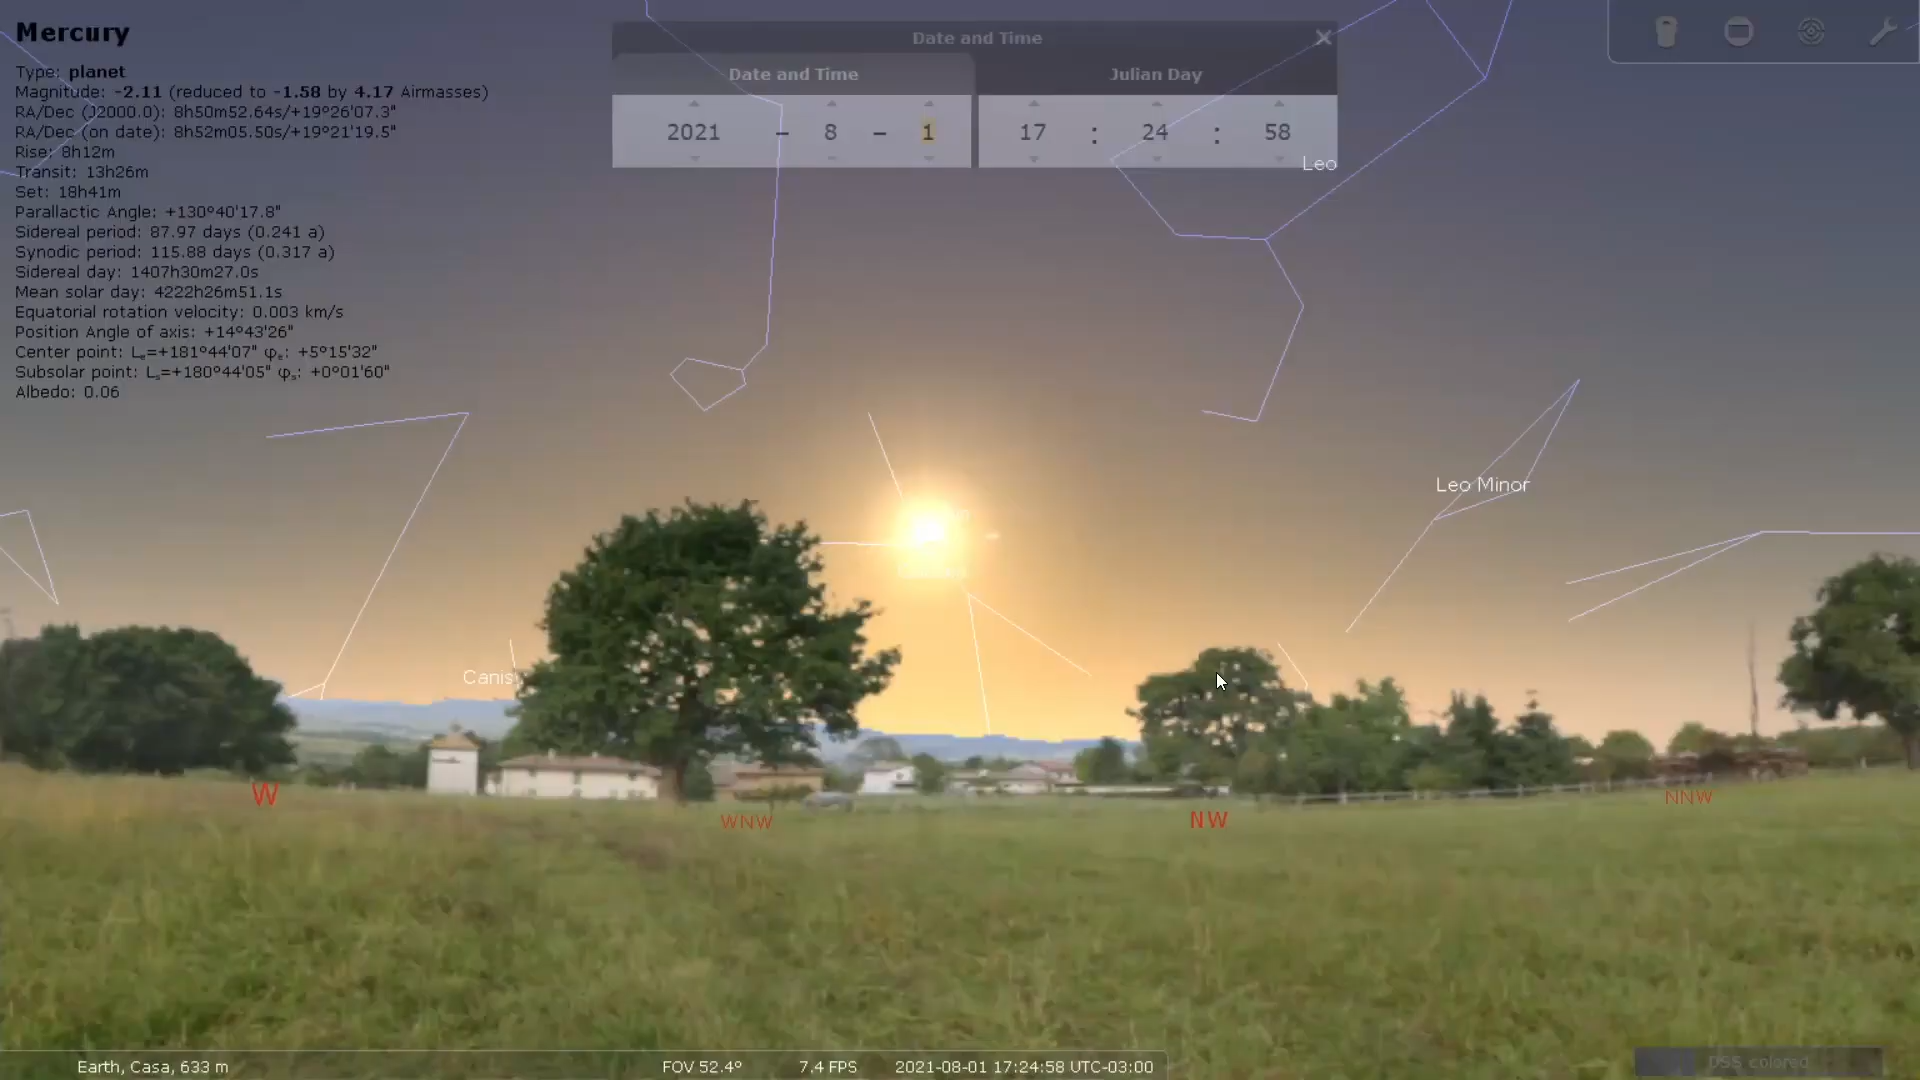 Mercury
Type: planet
Magnitude: -2.11 (reduced to -1.58 by 4.17 Airmasses)
RA/Dec (J2000.0): 8h50m52.64s/+19°26'07.3"
RA/Dec (on date): 8h52m05.50s/+19°21'19.5"
Rise: 8h12m
Transit: 13h26m
Set: 18h41m
Parallactic Angle: +130°40'17.8"
Sidereal period: 87.97 days (0.241 a)
Synodic period: 115.88 days (0.317 a)
Sidereal day: 1407h30m27.0s
Mean solar day: 4222h26m51.1s
Equatorial rotation velocity: 0.003 km/s
Position Angle of axis: +14°43'26"
Center point: Lₑ=+181°44'07" φₑ: +5°15'32"
Subsolar point: Lₛ=+180°44'05" φₛ: +0°01'60"
Albedo: 0.06
Date and Time
Date and Time Julian Day
2021 - 8 - 1 17 : 24 : 58
Leo
Leo Minor
Canis
W WNW NW NNW
Earth, Casa, 633 m FOV 52.4° 7.4 FPS 2021-08-01 17:24:58 UTC-03:00
DSS colored